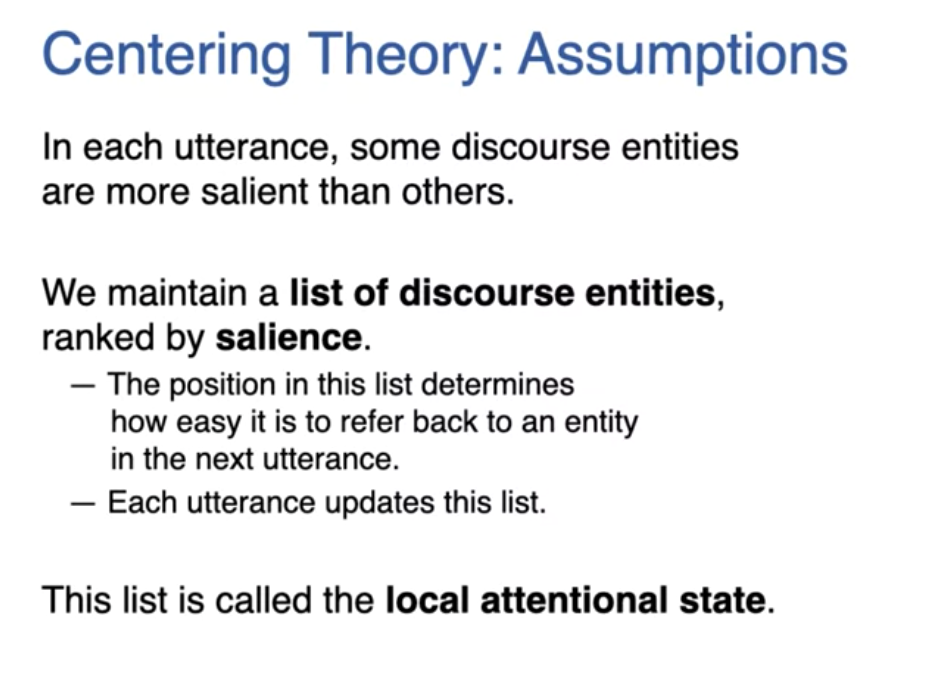 Centering Theory: Assumptions
In each utterance, some discourse entities
are more salient than others.
We maintain a list of discourse entities,
ranked by salience.
— The position in this list determines
how easy it is to refer back to an entity
in the next utterance.
— Each utterance updates this list.
This list is called the local attentional state.